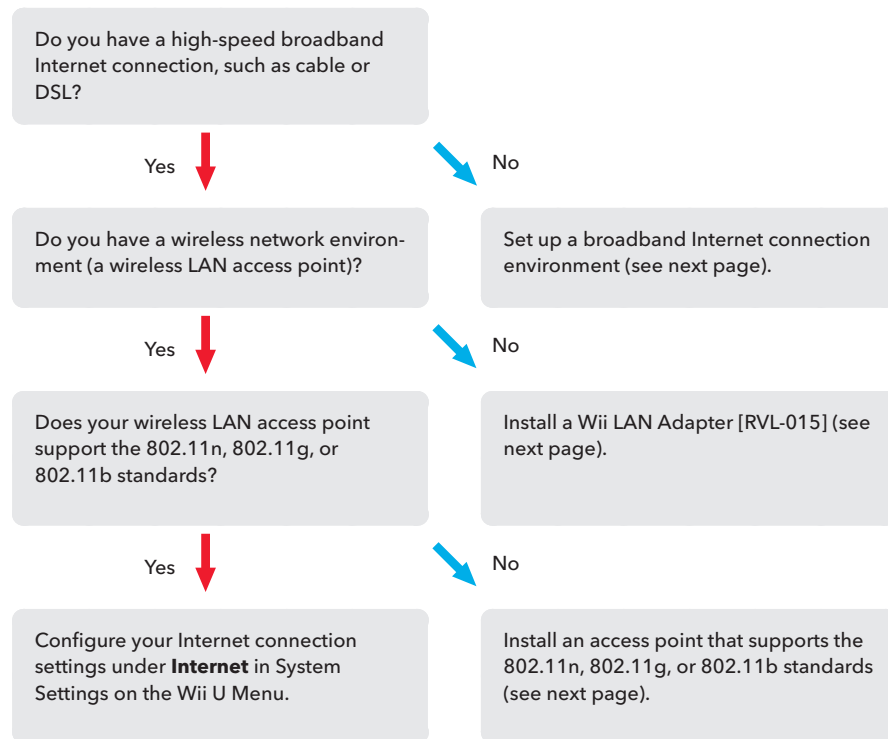 Do you have a high-speed broadband
Internet connection, such as cable or
DSL?
Yes
No
Do you have a wireless network environ-
ment (a wireless LAN access point)?
Set up a broadband Internet connection
environment (see next page).
Yes
No
Does your wireless LAN access point
support the 802.11n, 802.11g, or
802.11b standards?
Install a Wii LAN Adapter [RVL-015] (see
next page).
Yes
No
Configure your Internet connection
settings under Internet in System
Settings on the Wii U Menu.
Install an access point that supports the
802.11n, 802.11g, or 802.11b standards
(see next page).